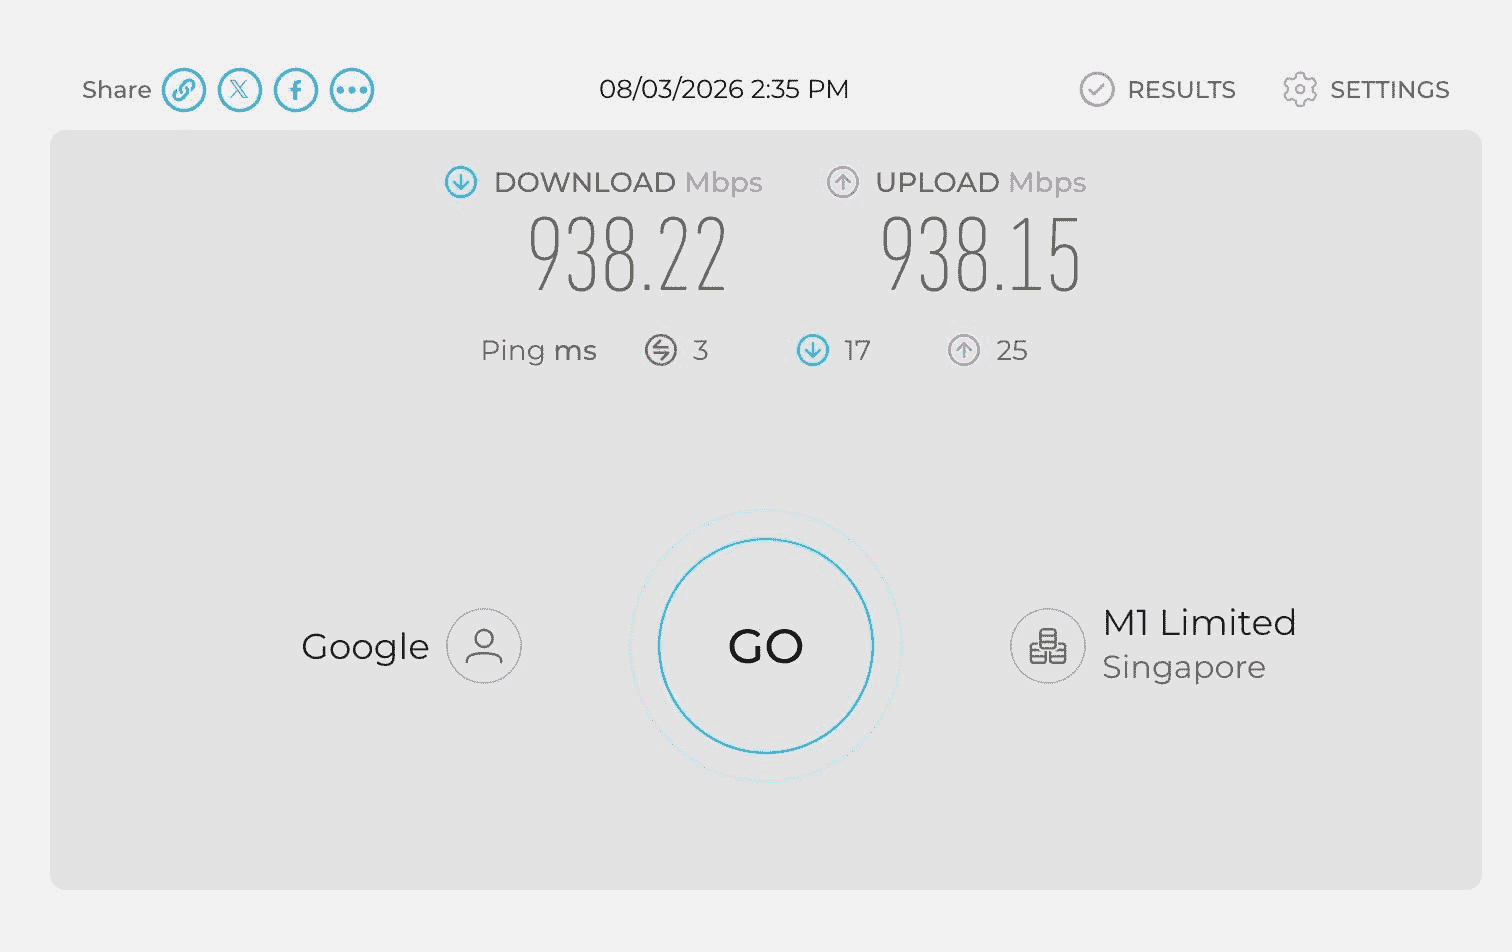 Share
08/03/2026 2:35 PM
RESULTS
SETTINGS
DOWNLOAD Mbps
938.22
UPLOAD Mbps
938.15
Ping ms 3 17 25
Google
GO
M1 Limited
Singapore